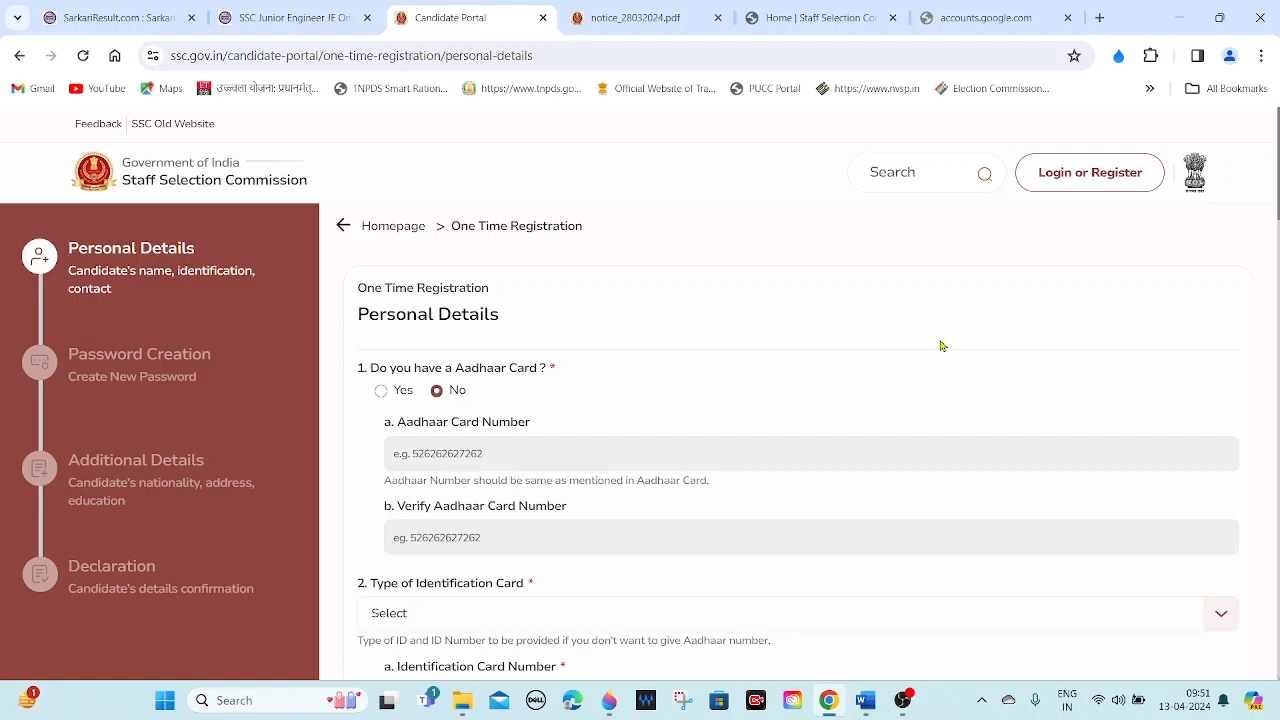 Sarkari Result.com : Sarkari R
SSC Junior Engineer JE Onl
Candidate Portal
notice_28032024.pdf
Home | Staff Selection Co
accounts.google.com
ssc.gov.in/candidate-portal/one-time-registration/personal-details
Gmail
YouTube
Maps
TNPDS Smart Ration...
https://www.tnpds.go...
Official Website of Tra...
PUCC Portal
https://www.nvsp.in
Election Commission...
All Bookmarks
Feedback
SSC Old Website
Government of India
Staff Selection Commission
Search
Login or Register
Personal Details
Candidate's name, identification,
contact
Password Creation
Create New Password
Additional Details
Candidate's nationality, address,
education
Declaration
Candidate's details confirmation
Homepage > One Time Registration
One Time Registration
Personal Details
1. Do you have a Aadhaar Card ? *
Yes No
a. Aadhar Card Number
e.g. 526262627262
Aadhaar Number should be same as mentioned in Aadhaar Card.
b. Verify Aadhaar Card Number
eg. 526262627262
2. Type of Identification Card *
Select
Type of ID and ID Number to be provided if you don't want to give Aadhaar number.
a. Identification Card Number *
1
Search
1
DELL
ENG
IN
09:51
13-04-2024